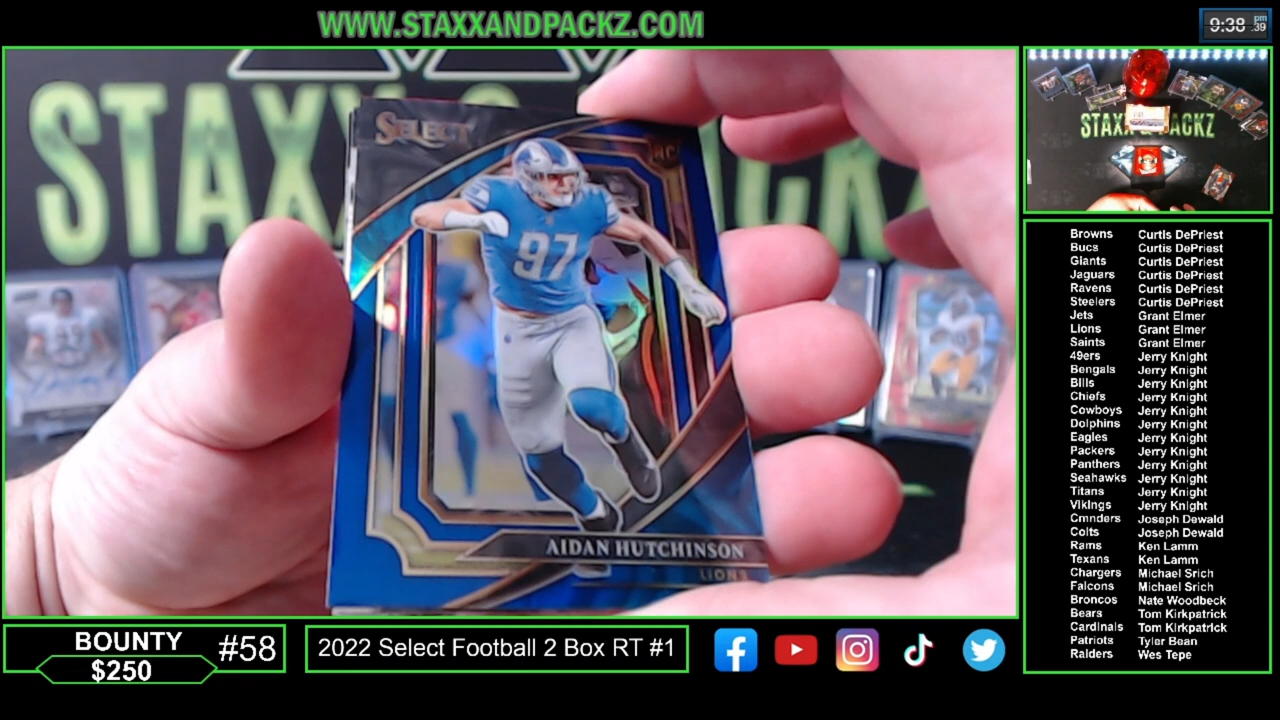 WWW.STAXXANDPACKZ.COM
9:38 pm .39
STAXX & PACKZ
SELECT
RC
97
AIDAN HUTCHINSON
LIONS
STAXX & PACKZ
Browns Curtis DePriest
Bucs Curtis DePriest
Giants Curtis DePriest
Jaguars Curtis DePriest
Ravens Curtis DePriest
Steelers Curtis DePriest
Jets Grant Elmer
Lions Grant Elmer
Saints Grant Elmer
49ers Jerry Knight
Bengals Jerry Knight
Bills Jerry Knight
Chiefs Jerry Knight
Cowboys Jerry Knight
Dolphins Jerry Knight
Eagles Jerry Knight
Packers Jerry Knight
Panthers Jerry Knight
Seahawks Jerry Knight
Titans Jerry Knight
Vikings Jerry Knight
Cmnders Joseph Dewald
Colts Joseph Dewald
Rams Ken Lamm
Texans Ken Lamm
Chargers Michael Srich
Falcons Michael Srich
Broncos Nate Woodbeck
Bears Tom Kirkpatrick
Cardinals Tom Kirkpatrick
Patriots Tyler Bean
Raiders Wes Tepe
BOUNTY
$250
#58
2022 Select Football 2 Box RT #1